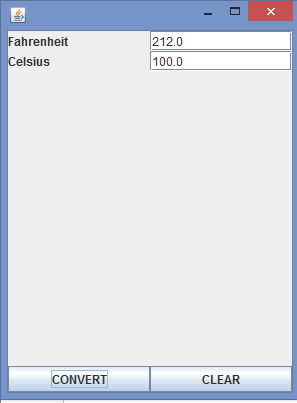 Fahrenheit 212.0
Celsius 100.0
CONVERT CLEAR